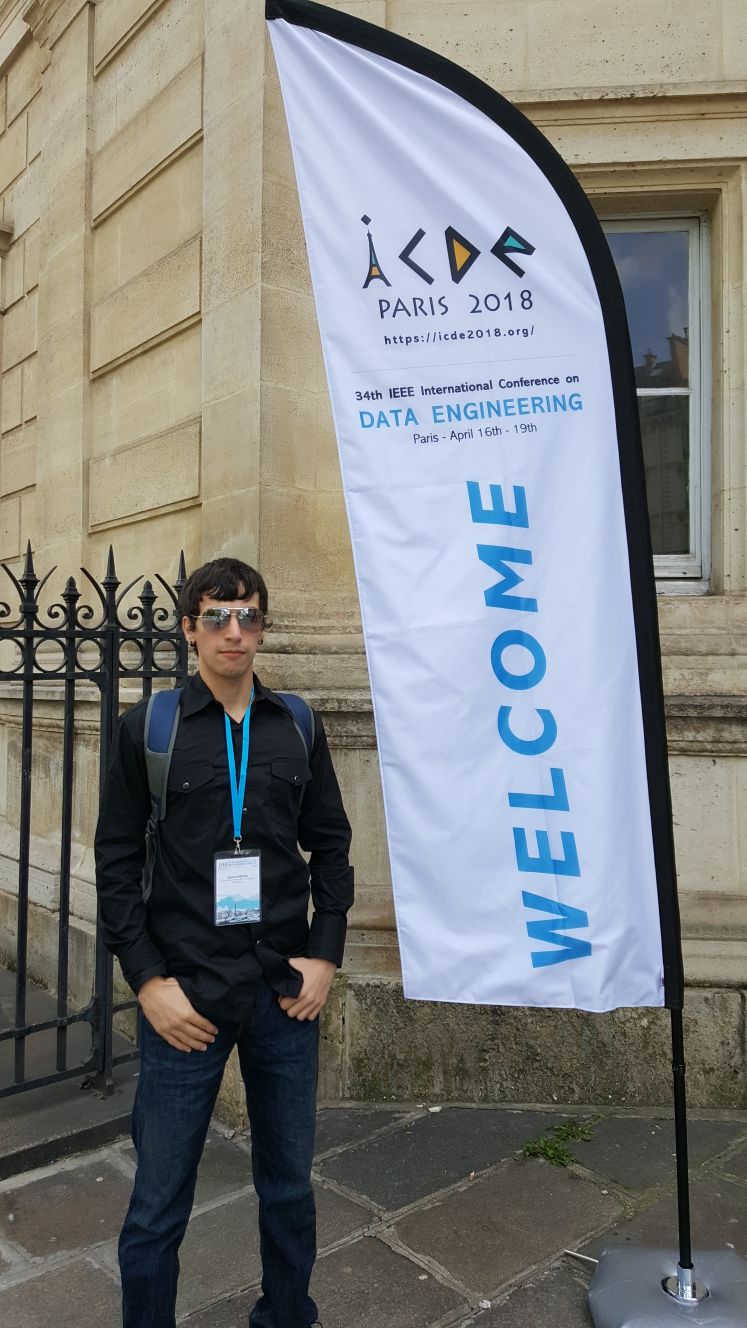 icde
PARIS 2018
https://icde2018.org/
34th IEEE International Conference on
DATA ENGINEERING
Paris - April 16th - 19th
WELCOME